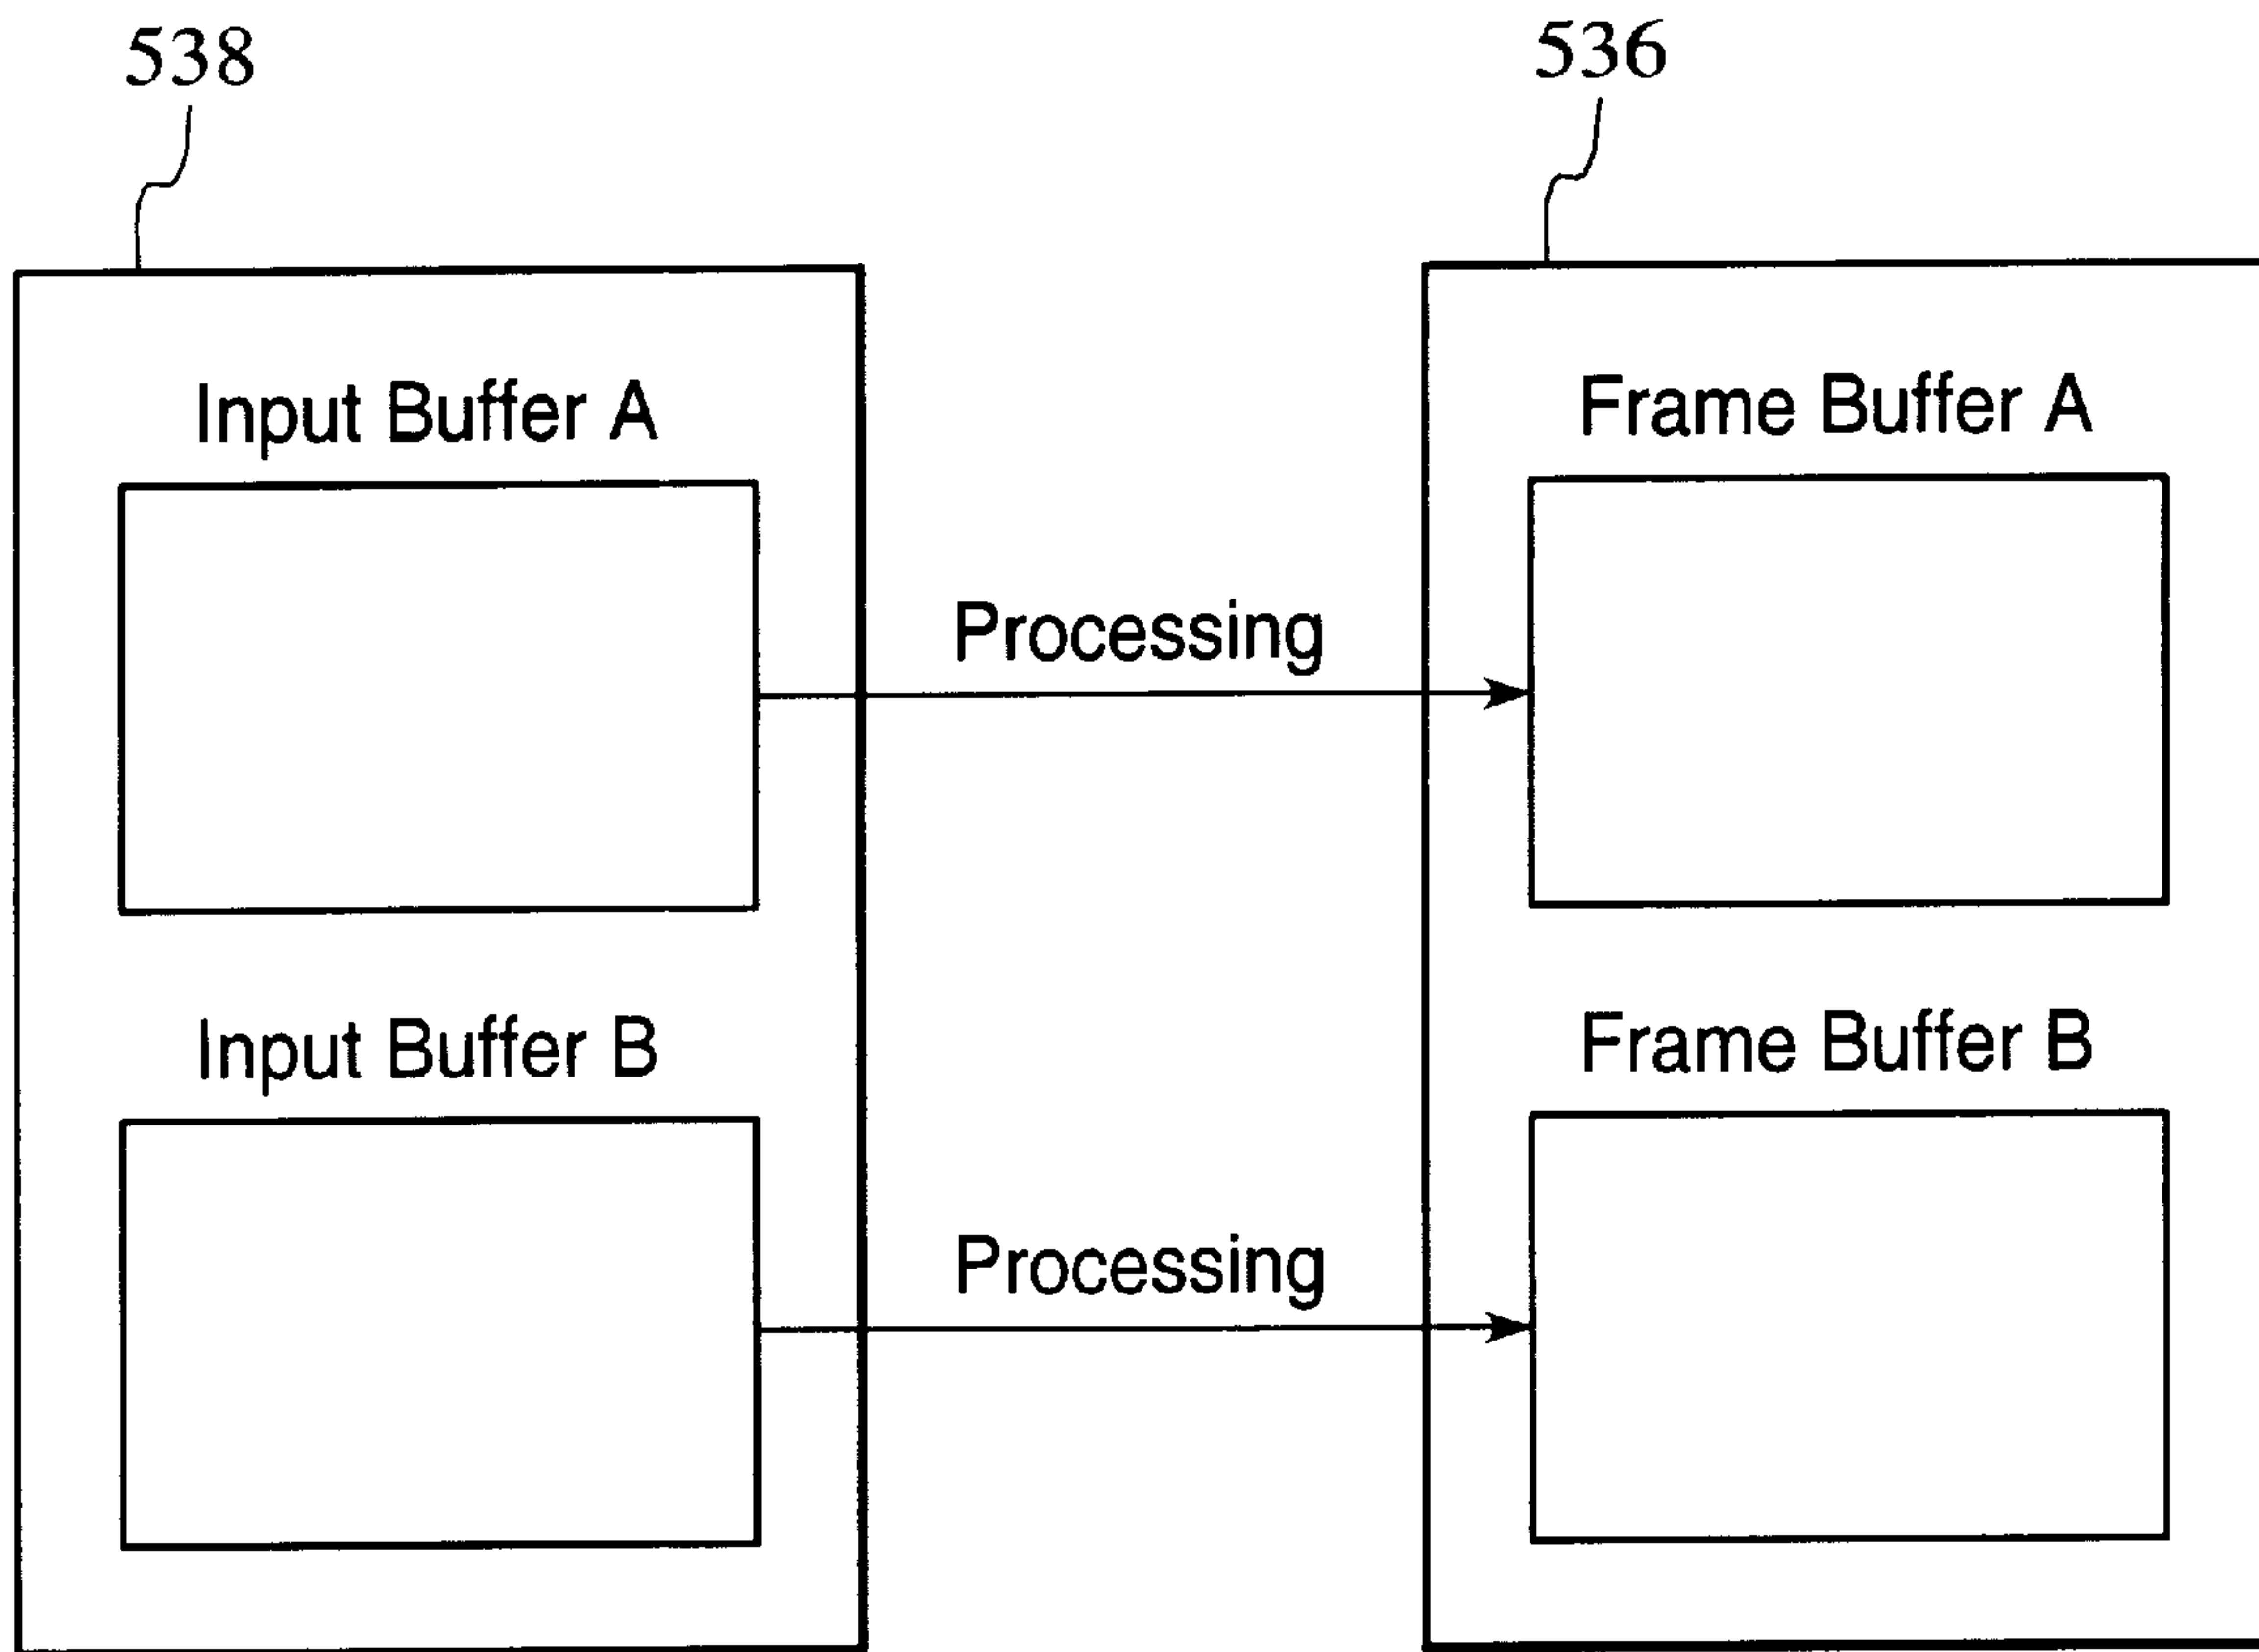 538
536
Input Buffer A
Frame Buffer A
Processing
Input Buffer B
Frame Buffer B
Processing